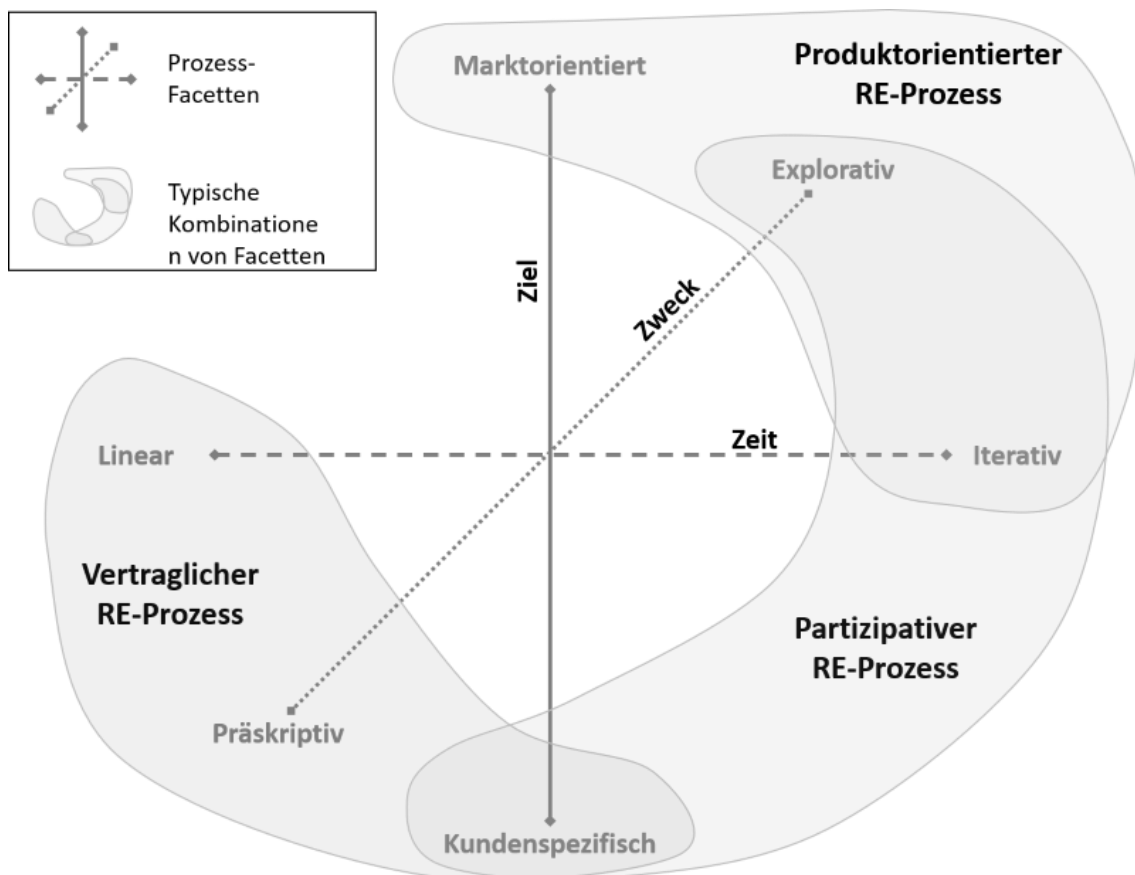 Prozess-
Facetten
Typische
Kombinatione
n von Facetten
Marktorientiert
Produktorientierter
RE-Prozess
Explorativ
Ziel
Zweck
Zeit
Linear
Iterativ
Vertraglicher
RE-Prozess
Partizipativer
RE-Prozess
Präskriptiv
Kundenspezifisch